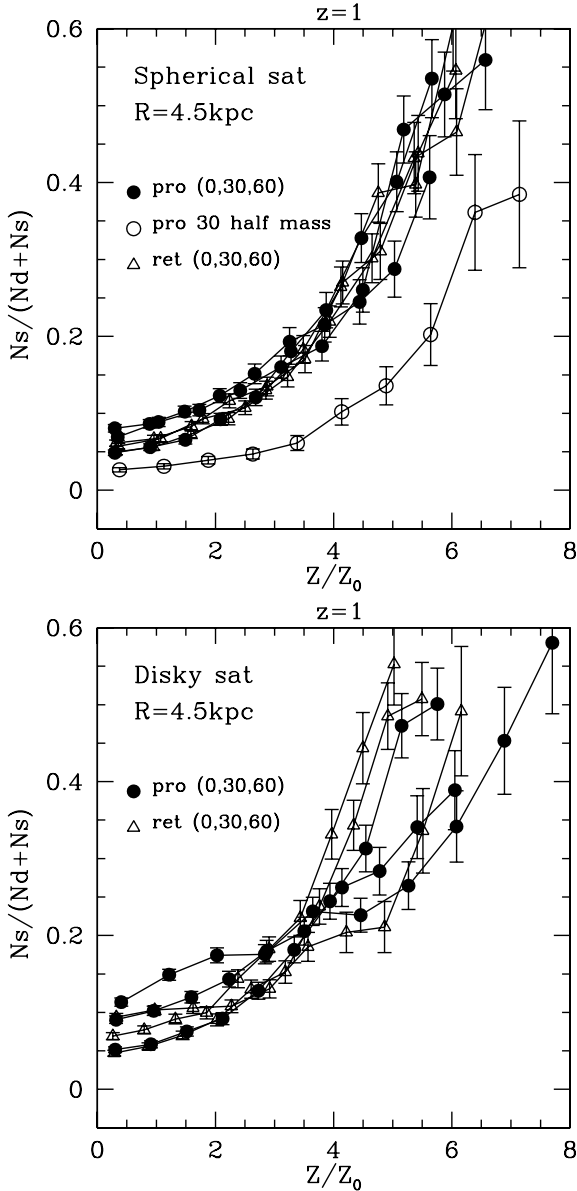 z=1
0.6
Spherical sat
R=4.5kpc
pro (0,30,60)
0.4
pro 30 half mass
ret (0,30,60)
Ns/(Nd+Ns)
0.2
0
0 2 4 6 8
Z/Z0
z=1
0.6
Disky sat
R=4.5kpc
pro (0,30,60)
0.4
ret (0,30,60)
Ns/(Nd+Ns)
0.2
0
0 2 4 6 8
Z/Z0